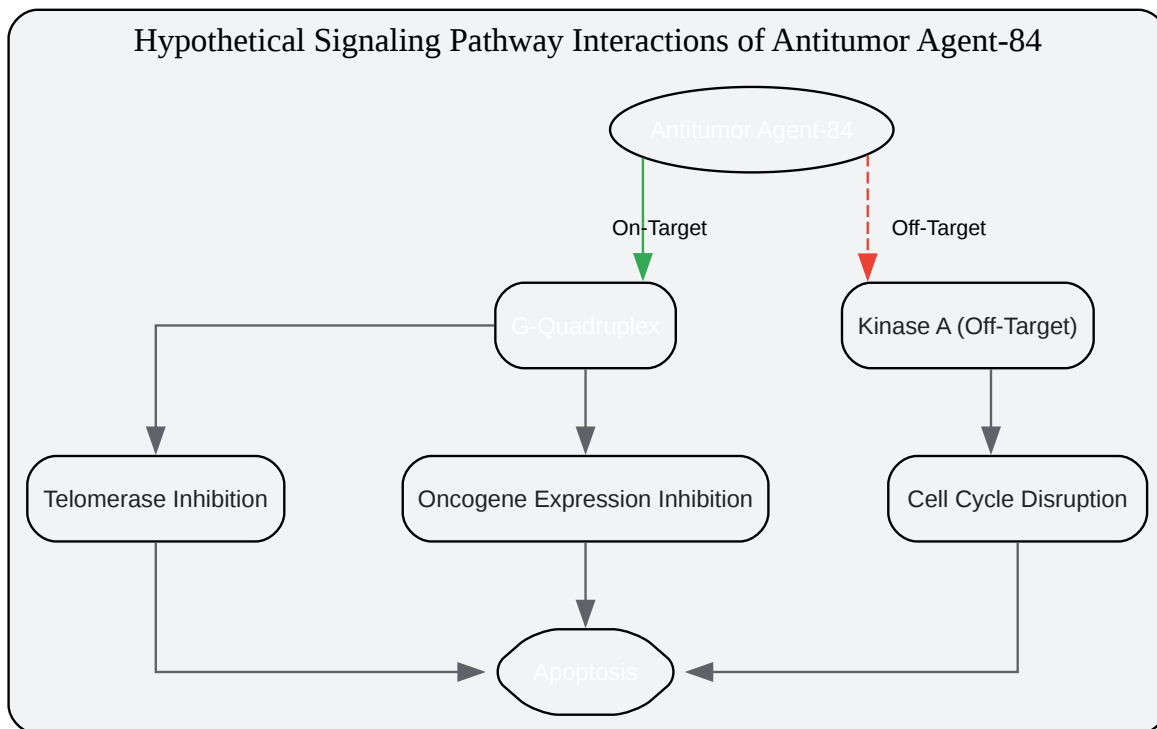 Hypothetical Signaling Pathway Interactions of Antitumor Agent-84
Antitumor Agent-84
On-Target
Off-Target
G-Quadruplex
Kinase A (Off-Target)
Telomerase Inhibition
Oncogene Expression Inhibition
Cell Cycle Disruption
Apoptosis